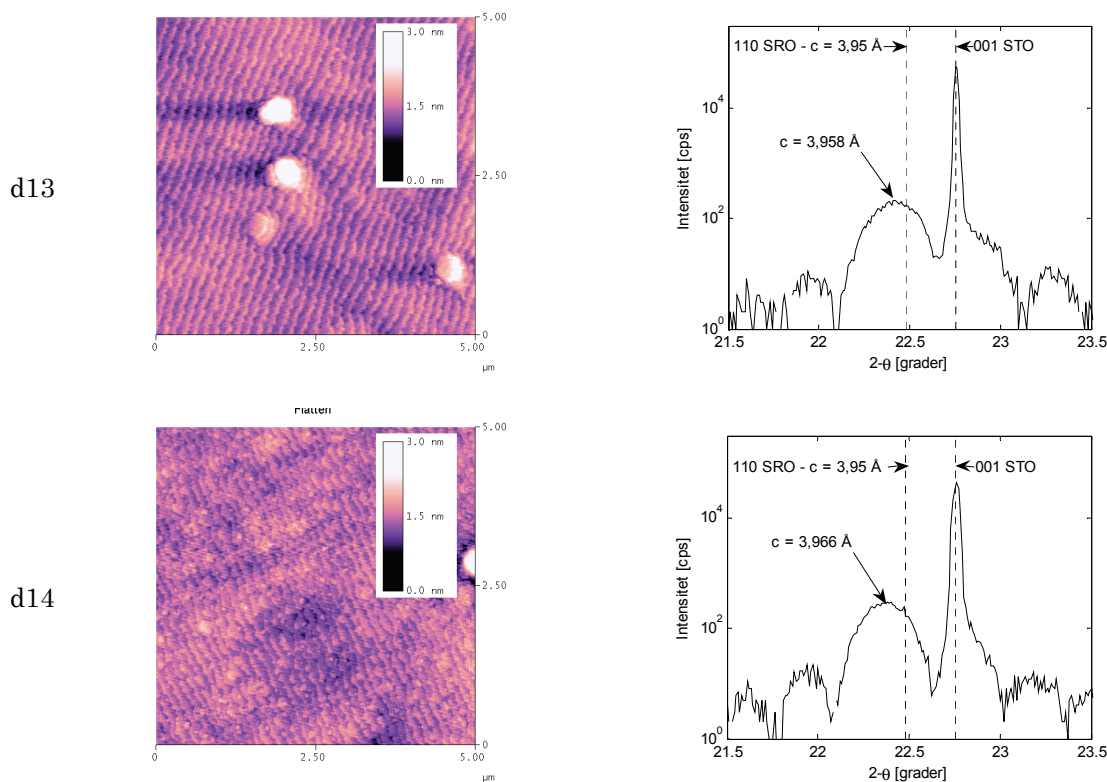 d13
5.00
3.0 nm
1.5 nm
0.0 nm
2.50
0
0
2.50
5.00
µm
110 SRO - c = 3,95 Å
001 STO
c = 3,958 Å
Intensitet [cps]
10^4
10^2
10^0
21.5
22
22.5
23
23.5
2-θ [grader]
d14
5.00
3.0 nm
1.5 nm
0.0 nm
2.50
0
0
2.50
5.00
µm
110 SRO - c = 3,95 Å
001 STO
c = 3,966 Å
Intensitet [cps]
10^4
10^2
10^0
21.5
22
22.5
23
23.5
2-θ [grader]